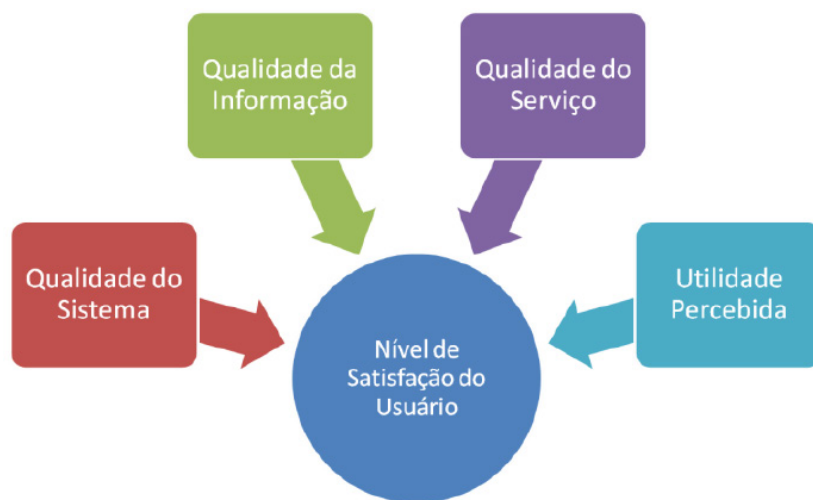 Qualidade da
Informação
Qualidade do
Serviço
Qualidade do
Sistema
Utilidade
Percebida
Nível de
Satisfação do
Usuário